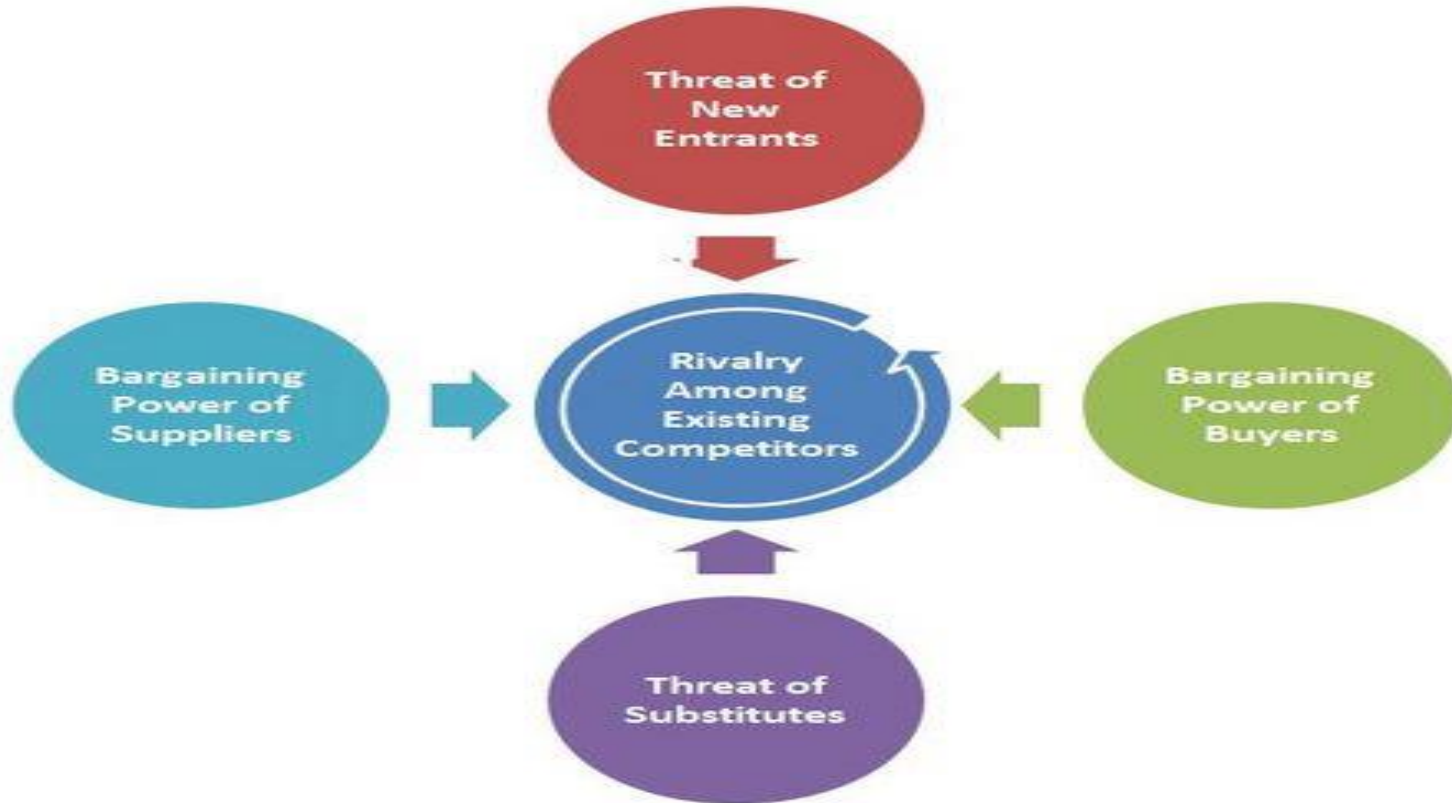 Threat of
New
Entrants
Bargaining
Power of
Suppliers
Rivalry
Among
Existing
Competitors
Bargaining
Power of
Buyers
Threat of
Substitutes